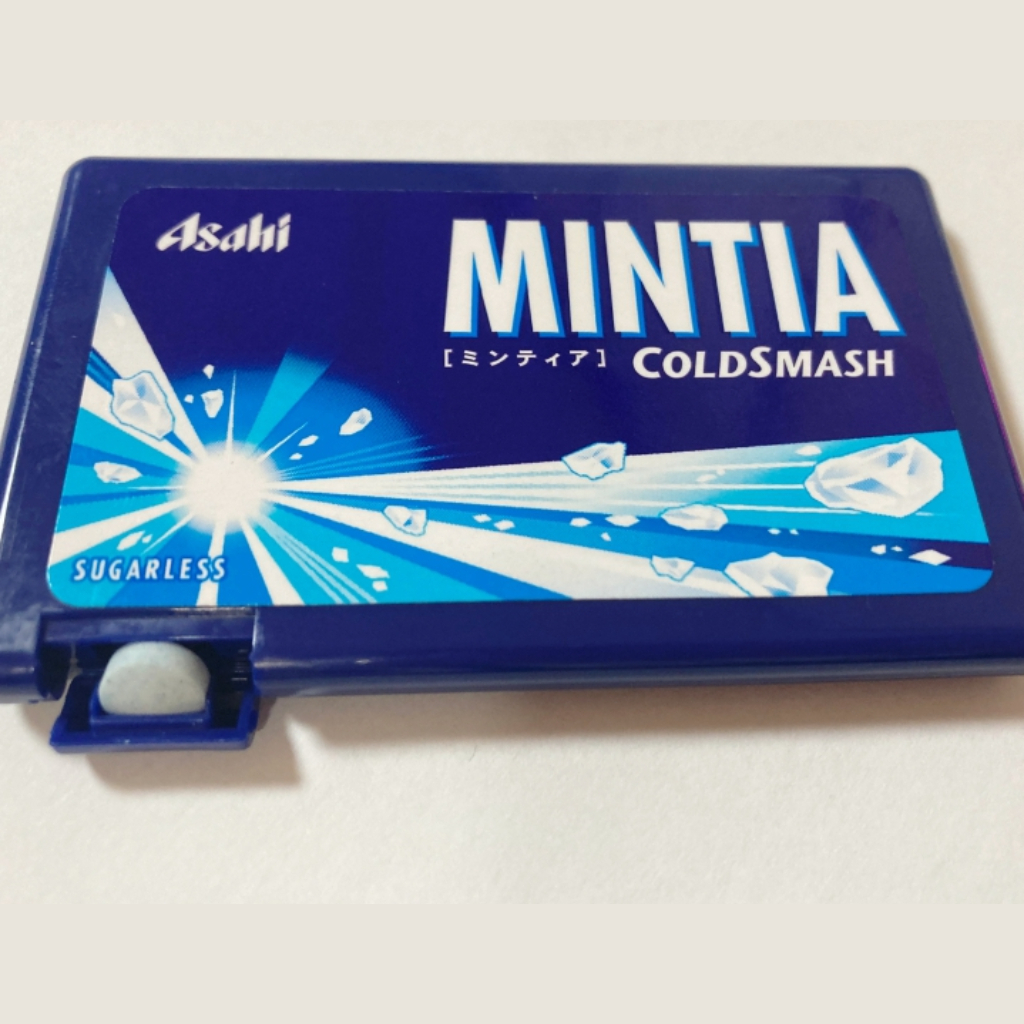 Asahi
MINTIA
[ミンティア] COLDSMASH
SUGARLESS